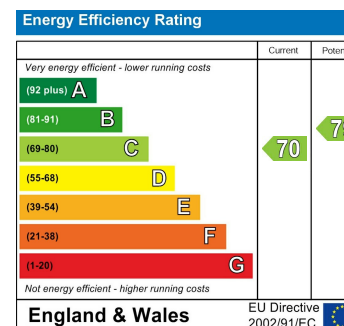 Energy Efficiency Rating
Current
Very energy efficient - lower running costs
(92 plus) A
(81-91) B
(69-80) C
70
(55-68) D
(39-54) E
(21-38) F
(1-20) G
Not energy efficient - higher running costs
England & Wales
EU Directive
2002/91/EC